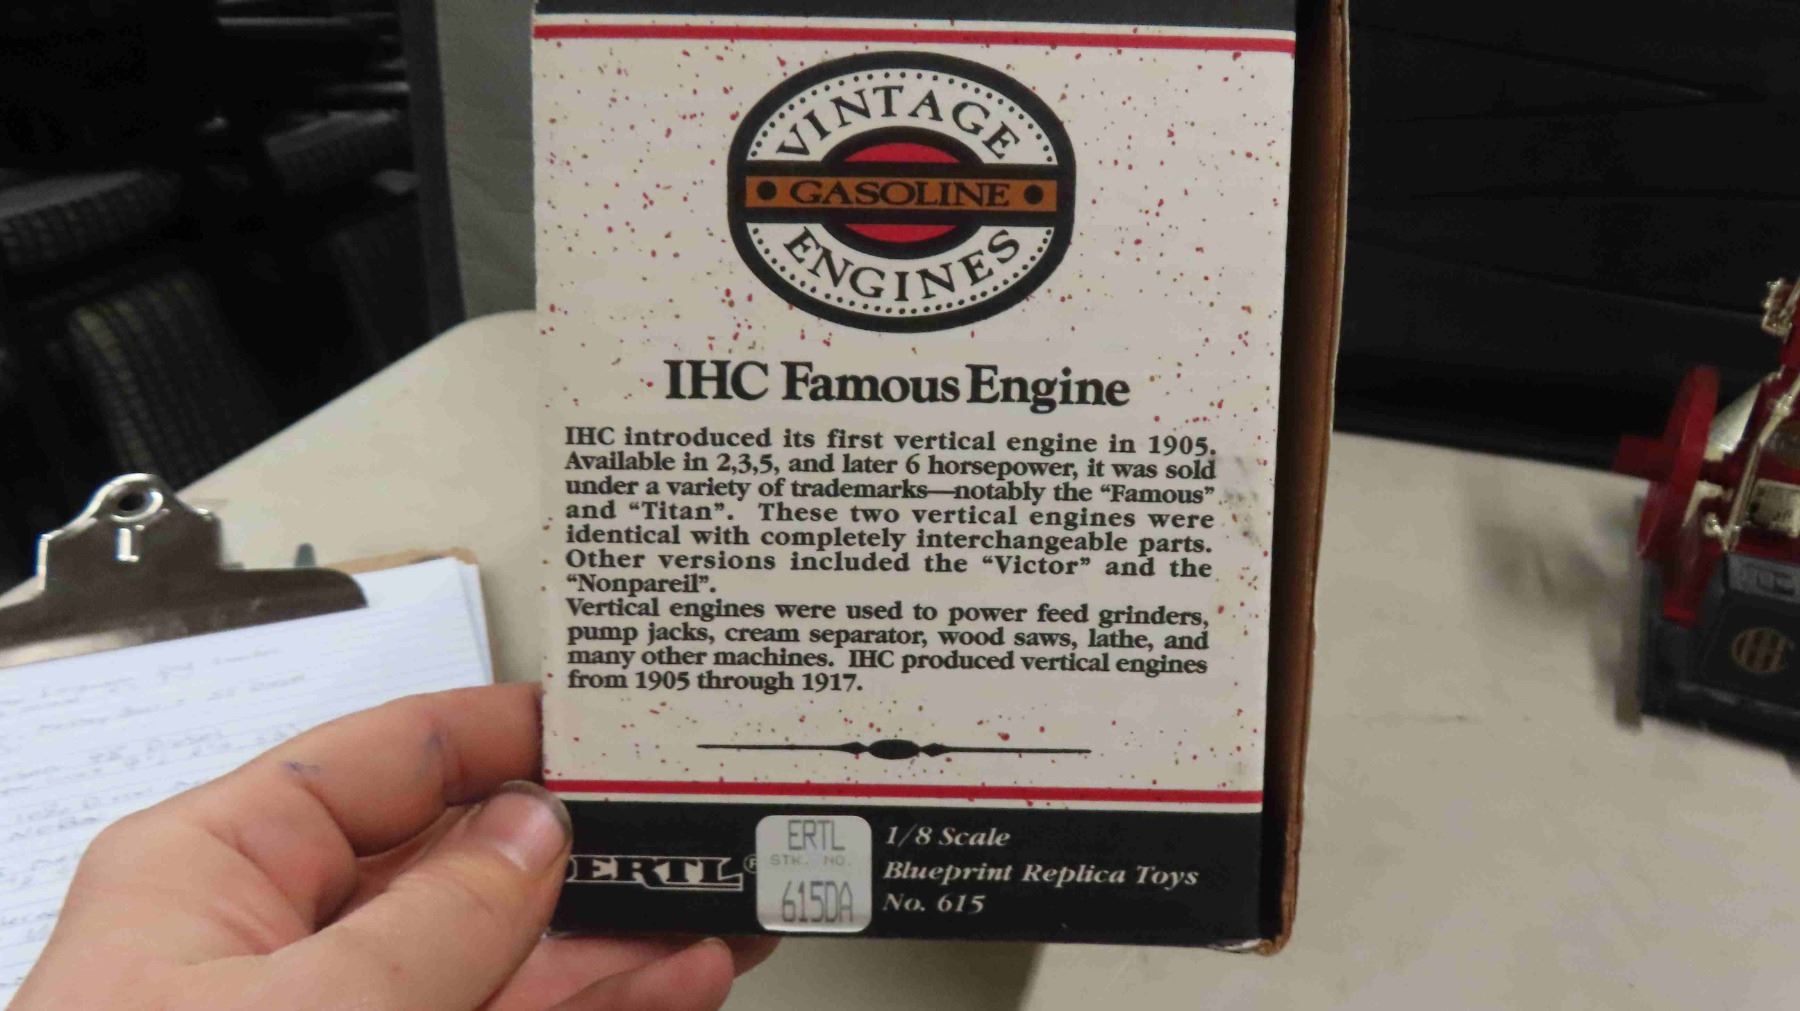 VINTAGE
GASOLINE
ENGINES
IHC Famous Engine
IHC introduced its first vertical engine in 1905.
Available in 2,3,5, and later 6 horsepower, it was sold
under a variety of trademarks—notably the “Famous”
and “Titan”. These two vertical engines were
identical with completely interchangeable parts.
Other versions included the “Victor” and the
“Nonpareil”.
Vertical engines were used to power feed grinders,
pump jacks, cream separator, wood saws, lathe, and
many other machines. IHC produced vertical engines
from 1905 through 1917.
ERTL®
ERTL
STK. NO.
615DA
1/8 Scale
Blueprint Replica Toys
No. 615